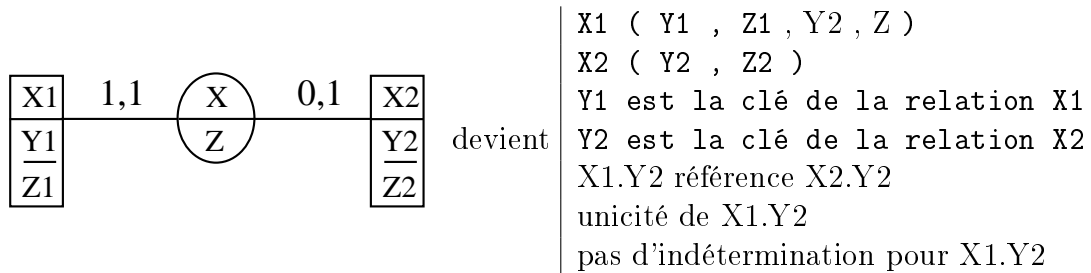 X1 1,1 X 0,1 X2
Y1 Z Y2
Z1 Z2
devient
X1 ( Y1 , Z1 , Y2 , Z )
X2 ( Y2 , Z2 )
Y1 est la clé de la relation X1
Y2 est la clé de la relation X2
X1.Y2 référence X2.Y2
unicité de X1.Y2
pas d'indétermination pour X1.Y2